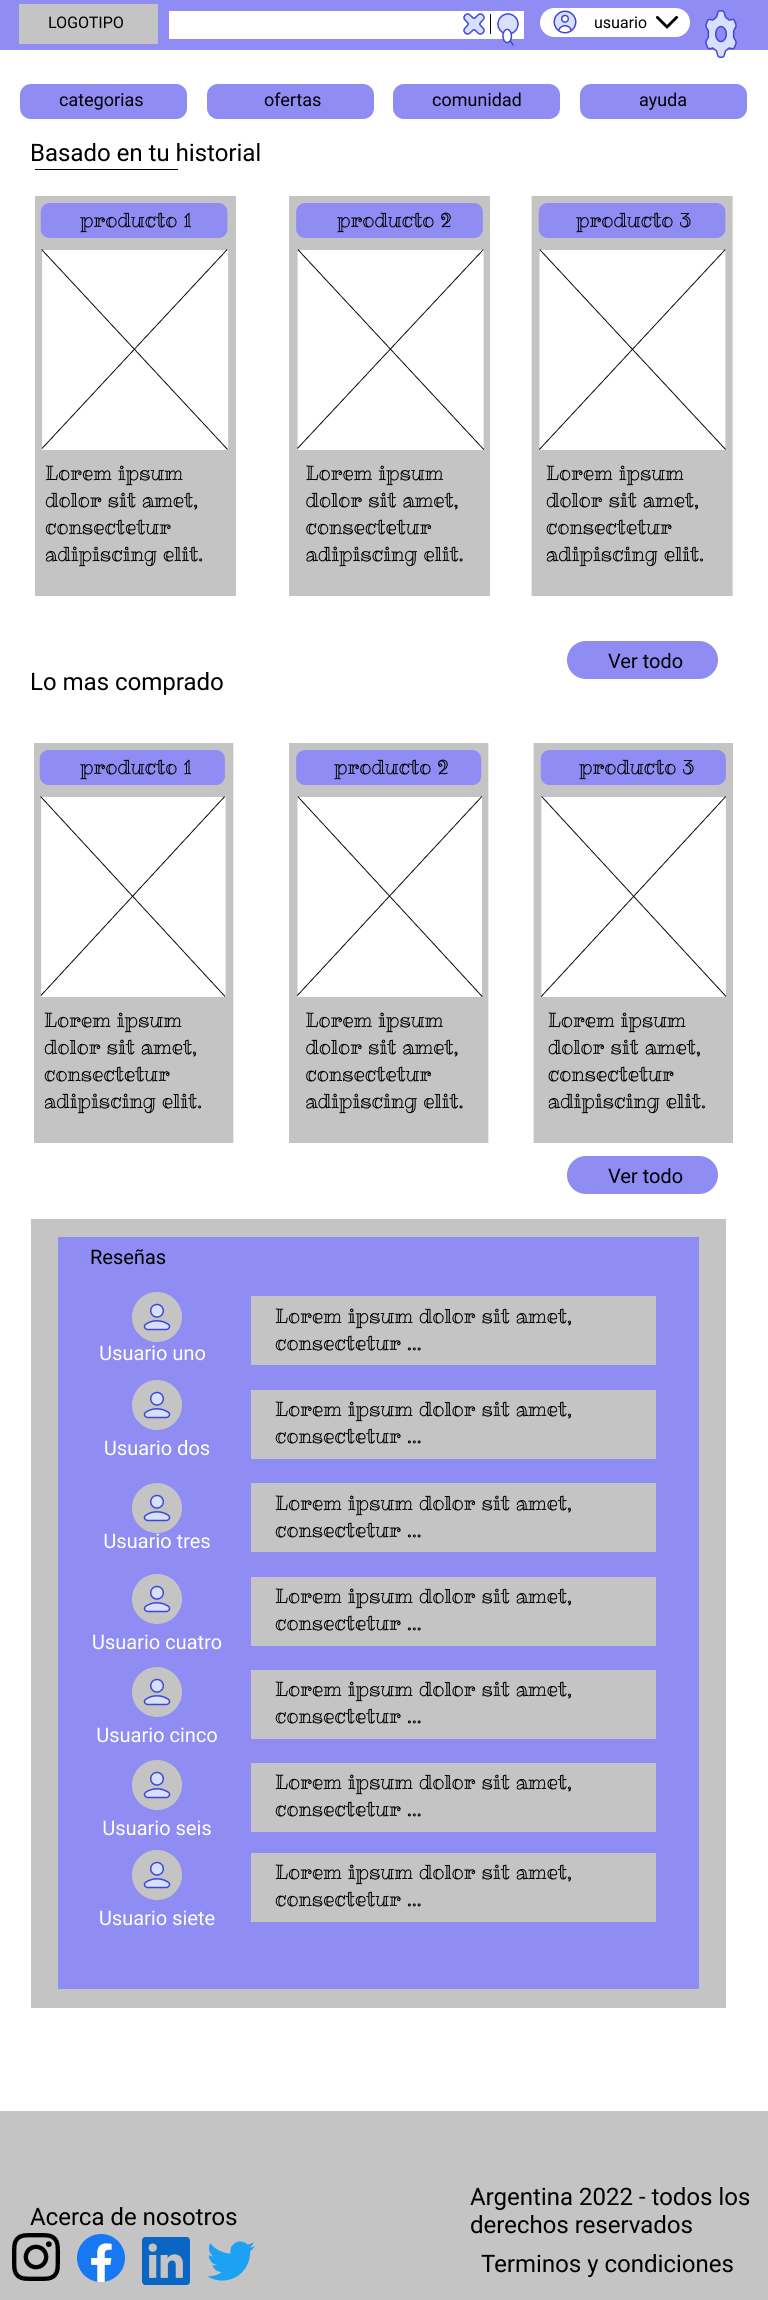 LOGOTIPO
usuario
categorias
ofertas
comunidad
ayuda
Basado en tu historial
producto 1
producto 2
producto 3
Lorem ipsum
dolor sit amet,
consectetur
adipiscing elit.
Lorem ipsum
dolor sit amet,
consectetur
adipiscing elit.
Lorem ipsum
dolor sit amet,
consectetur
adipiscing elit.
Ver todo
Lo mas comprado
producto 1
producto 2
producto 3
Lorem ipsum
dolor sit amet,
consectetur
adipiscing elit.
Lorem ipsum
dolor sit amet,
consectetur
adipiscing elit.
Lorem ipsum
dolor sit amet,
consectetur
adipiscing elit.
Ver todo
Reseñas
Usuario uno
Lorem ipsum dolor sit amet,
consectetur ...
Usuario dos
Lorem ipsum dolor sit amet,
consectetur ...
Usuario tres
Lorem ipsum dolor sit amet,
consectetur ...
Usuario cuatro
Lorem ipsum dolor sit amet,
consectetur ...
Usuario cinco
Lorem ipsum dolor sit amet,
consectetur ...
Usuario seis
Lorem ipsum dolor sit amet,
consectetur ...
Usuario siete
Lorem ipsum dolor sit amet,
consectetur ...
Acerca de nosotros
Argentina 2022 - todos los
derechos reservados
Terminos y condiciones